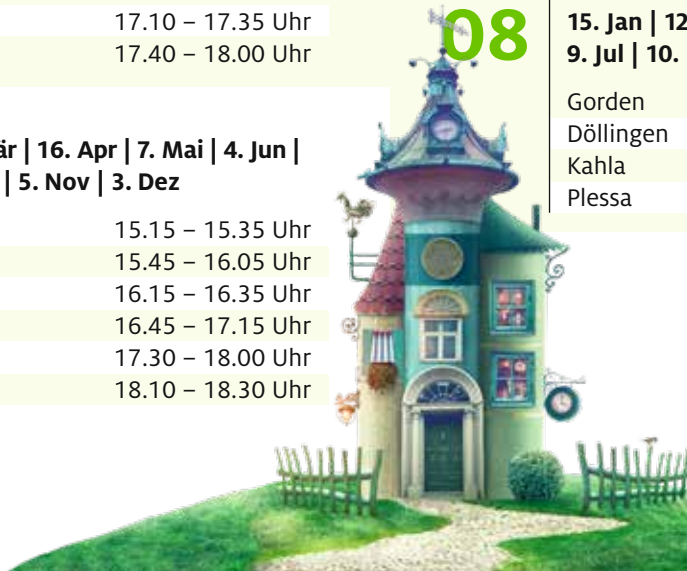 17.10 – 17.35 Uhr
17.40 – 18.00 Uhr
är | 16. Apr | 7. Mai | 4. Jun |
| 5. Nov | 3. Dez
15.15 – 15.35 Uhr
15.45 – 16.05 Uhr
16.15 – 16.35 Uhr
16.45 – 17.15 Uhr
17.30 – 18.00 Uhr
18.10 – 18.30 Uhr
08
15. Jan | 12
9. Jul | 10.
Gorden
Döllingen
Kahla
Plessa